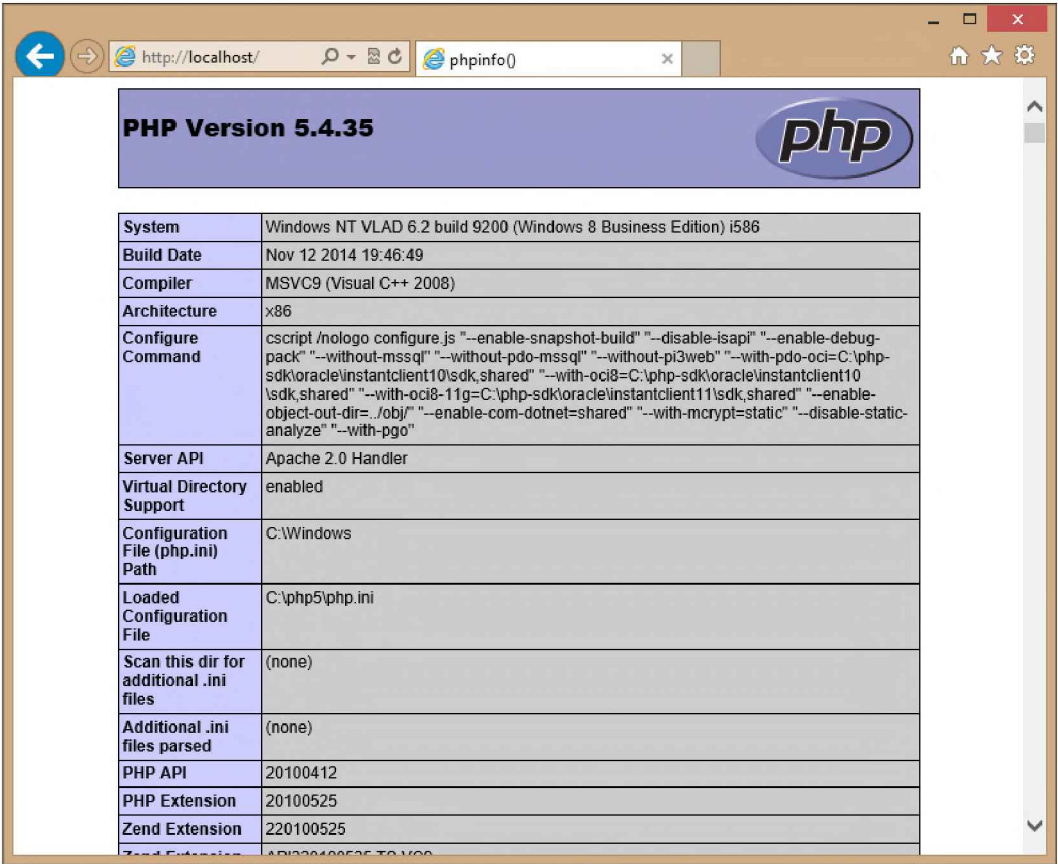 http://localhost/
phpinfo()
PHP Version 5.4.35
php
System Windows NT VLAD 6.2 build 9200 (Windows 8 Business Edition) i586
Build Date Nov 12 2014 19:46:49
Compiler MSVC9 (Visual C++ 2008)
Architecture x86
Configure
Command
cscript /nologo configure.js "--enable-snapshot-build" "--disable-isapi" "--enable-debug-
pack" "--without-mssql" "--without-pdo-mssql" "--without-pi3web" "--with-pdo-oci=C:\php-
sdk\oracle\instantclient10\sdk,shared" "--with-oci8=C:\php-sdk\oracle\instantclient10
\sdk,shared" "--with-oci8-11g=C:\php-sdk\oracle\instantclient11\sdk,shared" "--enable-
object-out-dir=../obj/" "--enable-com-dotnet=shared" "--with-mcrypt=static" "--disable-static-
analyze" "--with-pgo"
Server API Apache 2.0 Handler
Virtual Directory
Support
enabled
Configuration
File (php.ini)
Path
C:\Windows
Loaded
Configuration
File
C:\php5\php.ini
Scan this dir for
additional .ini
files
(none)
Additional .ini
files parsed
(none)
PHP API 20100412
PHP Extension 20100525
Zend Extension 220100525
Zend Extension API220100525,TS,VC9